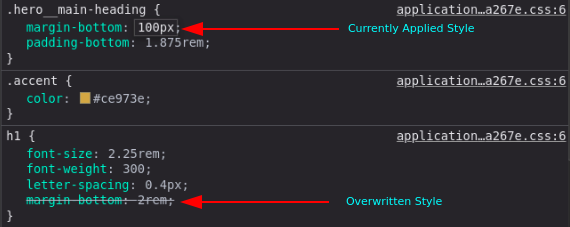 .hero__main-heading { application…a267e.css:6
margin-bottom: 100px; Currently Applied Style
padding-bottom: 1.875rem;
}
.accent { application…a267e.css:6
color: #ce973e;
}
h1 { application…a267e.css:6
font-size: 2.25rem;
font-weight: 300;
letter-spacing: 0.4px;
margin-bottom: 2rem; Overwritten Style
}